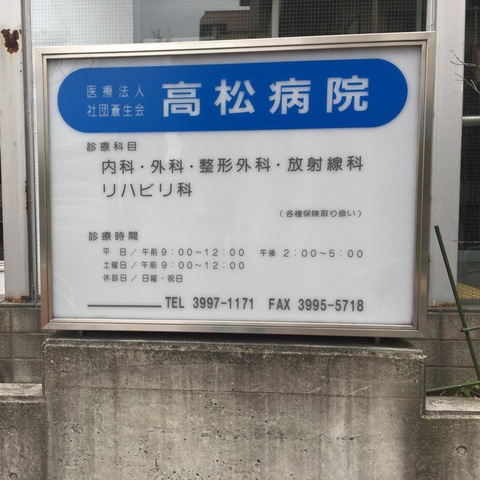 医療法人
社団蒼生会
高松病院
診療科目
内科・外科・整形外科・放射線科
リハビリ科
(各種保険取り扱い)
診療時間
平 日 / 午前 9:00~12:00 午後 2:00~5:00
土曜日 / 午前 9:00~12:00
休診日 / 日曜・祝日
TEL 3997-1171 FAX 3995-5718